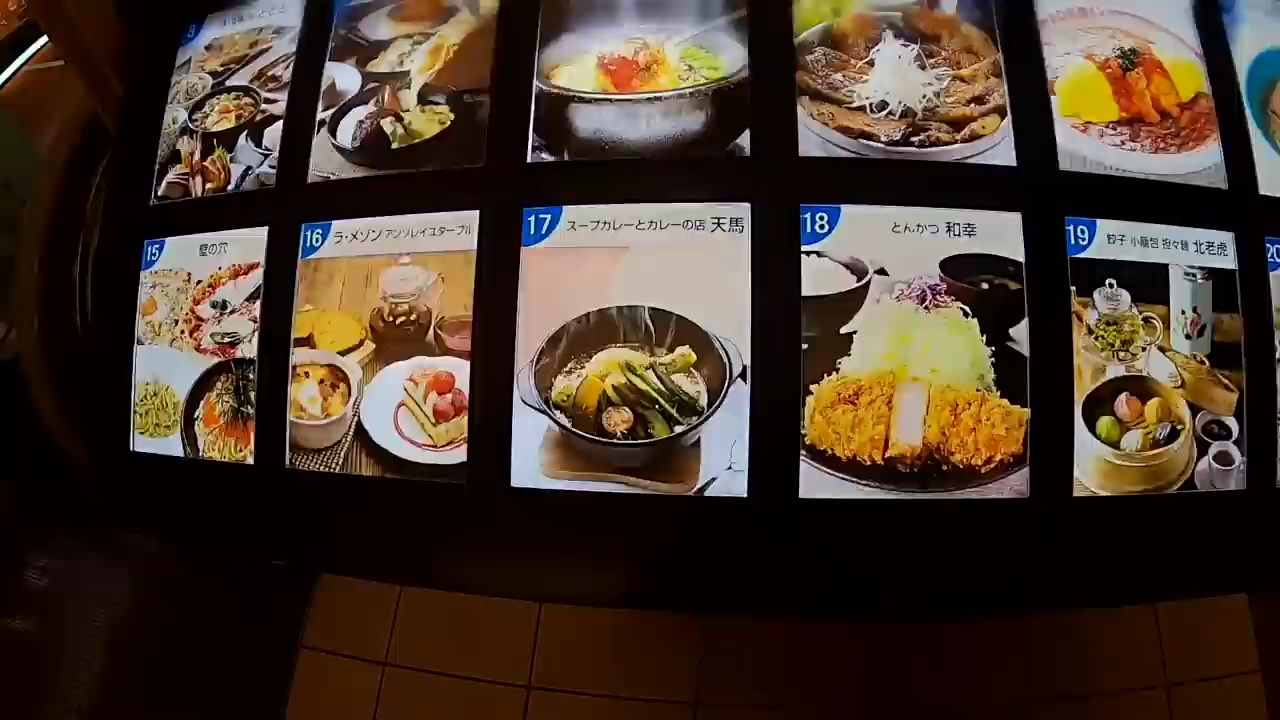 15 壁の穴
16 ラ・メゾン アンソレイユターブル
17 スープカレーとカレーの店 天馬
18 とんかつ 和幸
19 餃子 小籠包 担々麺 北老虎
20